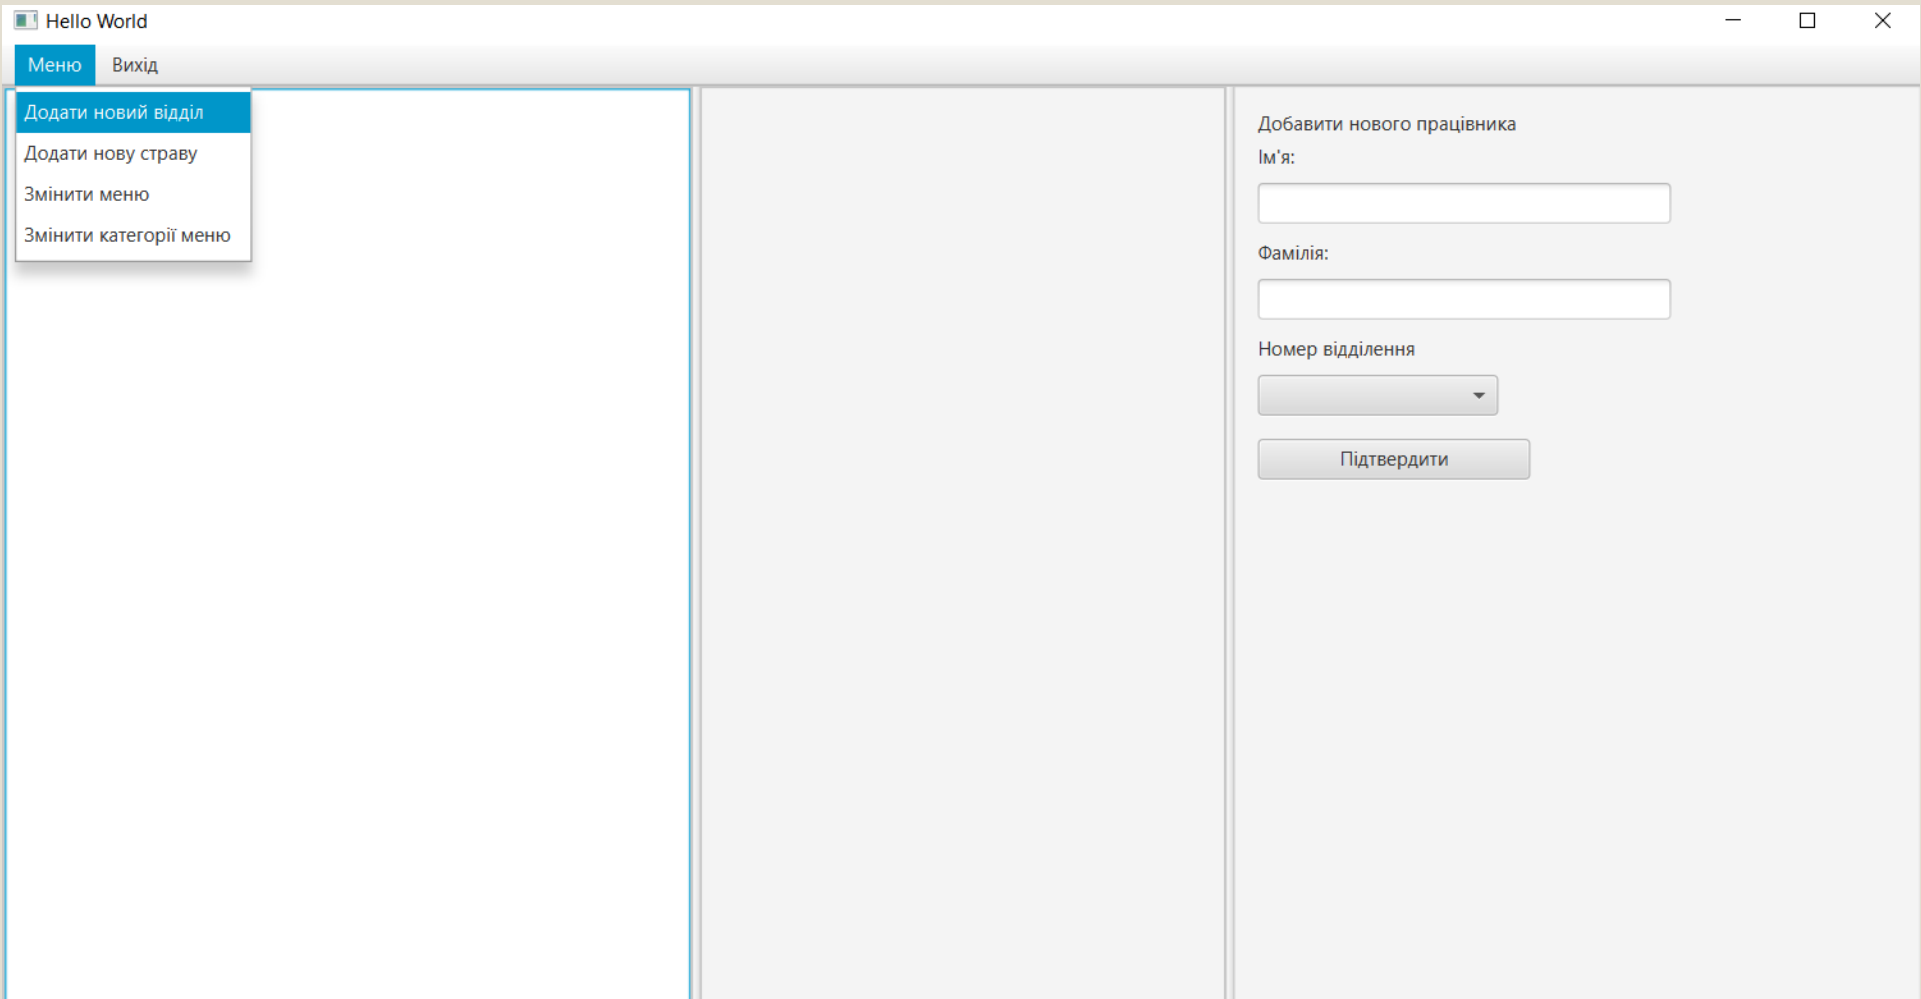 Hello World
Меню Вихід
Додати новий відділ
Додати нову страву
Змінити меню
Змінити категорії меню
Добавити нового працівника
Ім'я:
Фамілія:
Номер відділення
Підтвердити